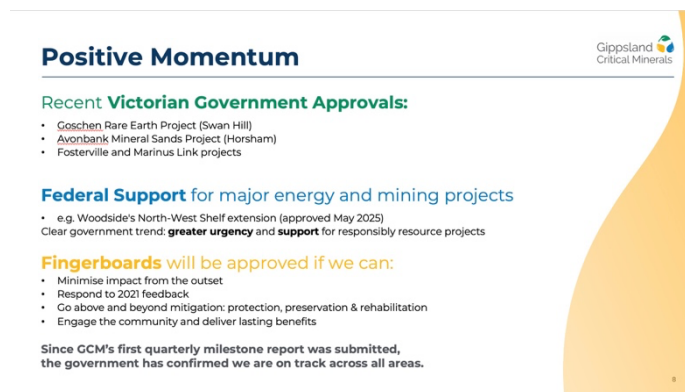 Positive Momentum
Gippsland
Critical Minerals
Recent Victorian Government Approvals:
• Goschen Rare Earth Project (Swan Hill)
• Avonbank Mineral Sands Project (Horsham)
• Fosterville and Marinus Link projects
Federal Support for major energy and mining projects
• e.g. Woodside's North-West Shelf extension (approved May 2025)
Clear government trend: greater urgency and support for responsibly resource projects
Fingerboards will be approved if we can:
• Minimise impact from the outset
• Respond to 2021 feedback
• Go above and beyond mitigation: protection, preservation & rehabilitation
• Engage the community and deliver lasting benefits
Since GCM's first quarterly milestone report was submitted,
the government has confirmed we are on track across all areas.